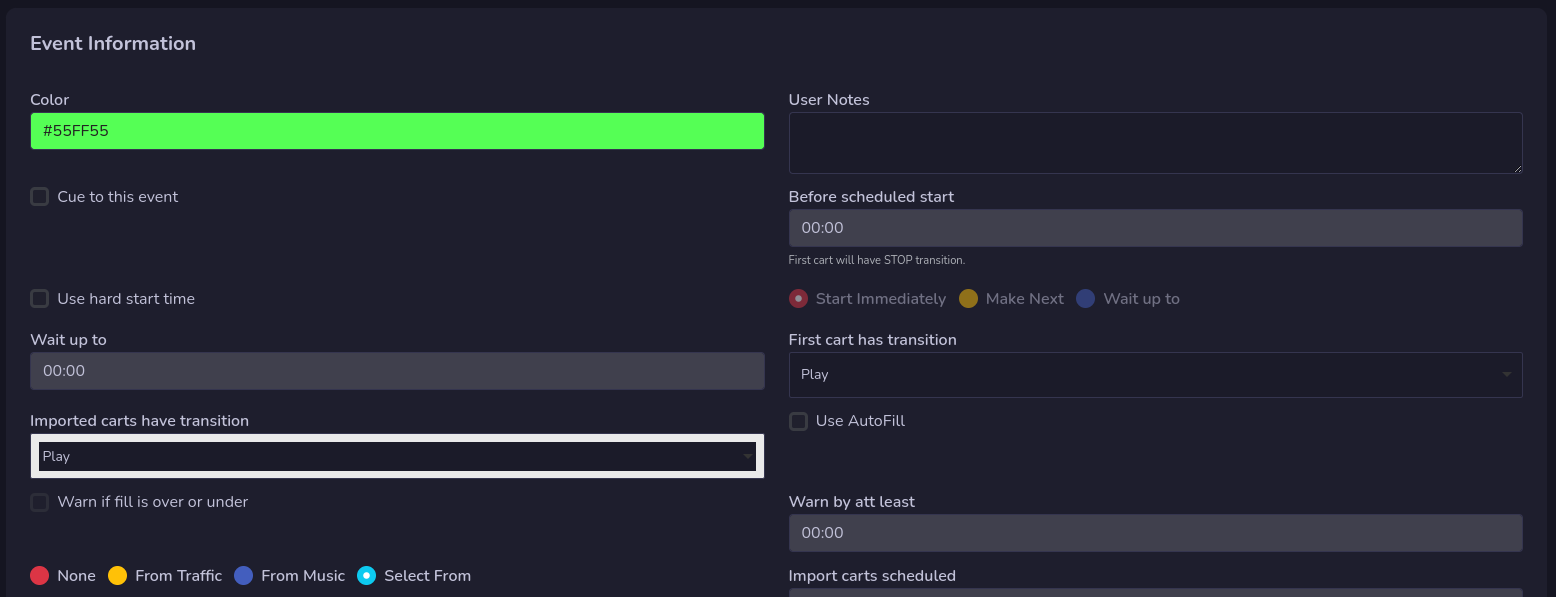 Event Information
Color
User Notes
#55FF55
Cue to this event
Before scheduled start
00:00
First cart will have STOP transition.
Use hard start time
Start Immediately
Make Next
Wait up to
Wait up to
First cart has transition
00:00
Play
Imported carts have transition
Use AutoFill
Play
Warn if fill is over or under
Warn by att least
00:00
None
From Traffic
From Music
Select From
Import carts scheduled